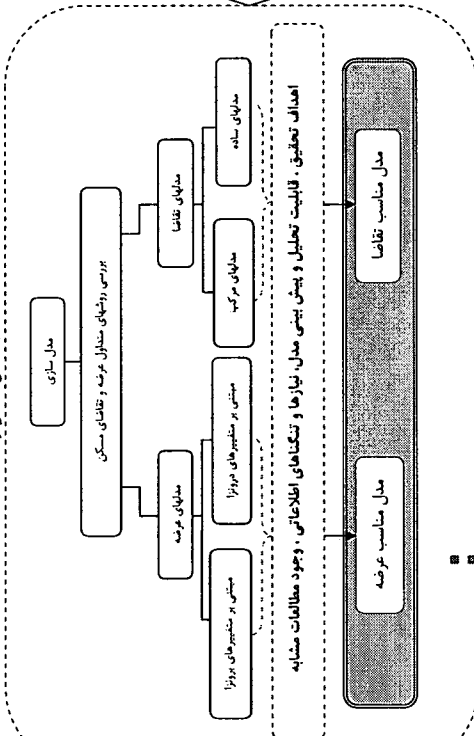 مدل سازی
بررسی روشهای متداول عرضه و تقاضای مسکن
مدلهای تقاضا
مدلهای عرضه
مدلهای ساده
مدلهای مرکب
مبتنی بر متغییرهای درونزا
مبتنی بر متغییرهای برونزا
اهداف تحقیق ، قابلیت تحلیل و پیش بینی مدل، نیازها و تنگناهای اطلاعاتی ، وجود مطالعات مشابه
مدل مناسب تقاضا
مدل مناسب عرضه